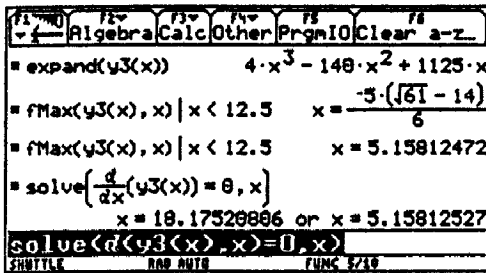 F1 F2▾ F3▾ F4▾ F5 F6
Algebra Calc Other PrgmIO Clear a-z…
▪ expand(y3(x)) 4·x³ − 140·x² + 1125·x
▪ fMax(y3(x), x) | x < 12.5 x = -5·(√61 − 14)/6
▪ fMax(y3(x), x) | x < 12.5 x = 5.15812472
▪ solve(d/dx(y3(x)) = 0, x)
x = 18.17520806 or x = 5.15812527
solve(d(y3(x),x)=0,x)
SHUTTLE RAD AUTO FUNC 5/10